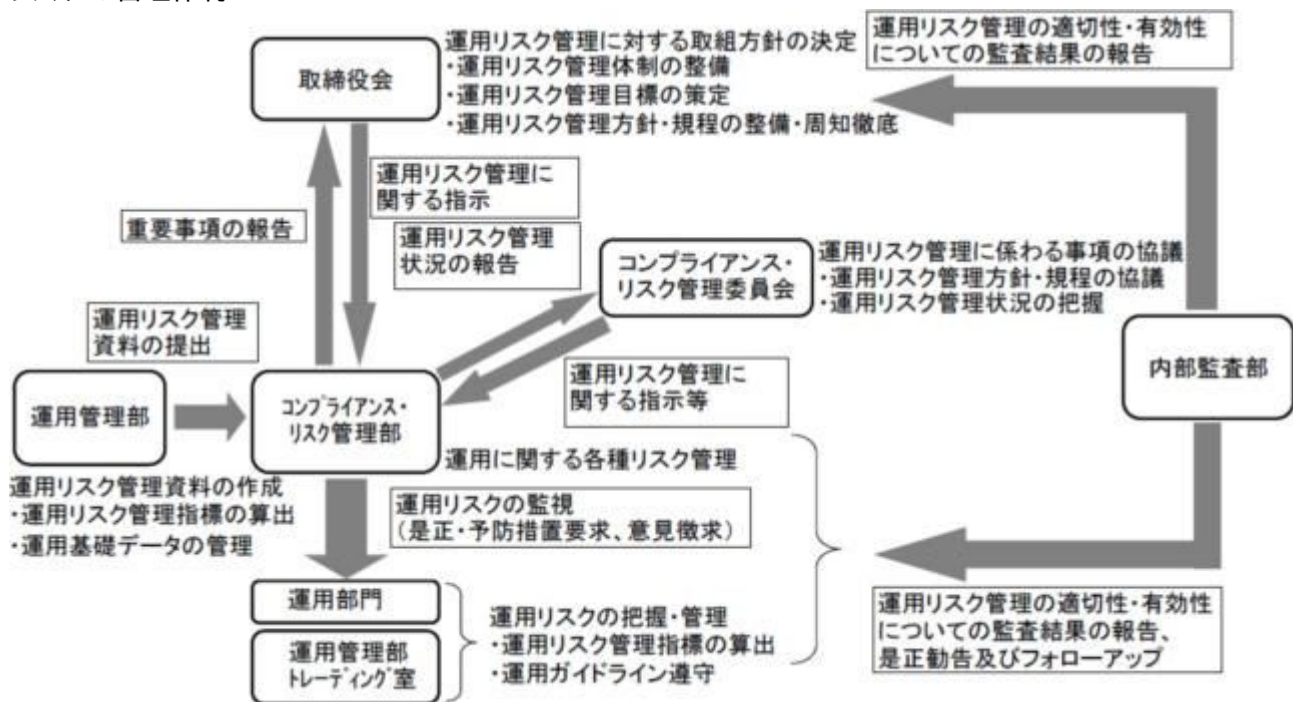 取締役会
運用リスク管理に対する取組方針の決定
・運用リスク管理体制の整備
・運用リスク管理目標の策定
・運用リスク管理方針・規程の整備・周知徹底
運用リスク管理の適切性・有効性
についての監査結果の報告
運用リスク管理に
関する指示
重要事項の報告
運用リスク管理
状況の報告
コンプライアンス・
リスク管理委員会
運用リスク管理に係わる事項の協議
・運用リスク管理方針・規程の協議
・運用リスク管理状況の把握
運用リスク管理
資料の提出
内部監査部
運用管理部
コンプライアンス・
リスク管理部
運用リスク管理に
関する指示等
運用に関する各種リスク管理
運用リスク管理資料の作成
・運用リスク管理指標の算出
・運用基礎データの管理
運用リスクの監視
(是正・予防措置要求、意見徴求)
運用部門
運用管理部
トレーディング室
運用リスクの把握・管理
・運用リスク管理指標の算出
・運用ガイドライン遵守
運用リスク管理の適切性・有効性
についての監査結果の報告、
是正勧告及びフォローアップ